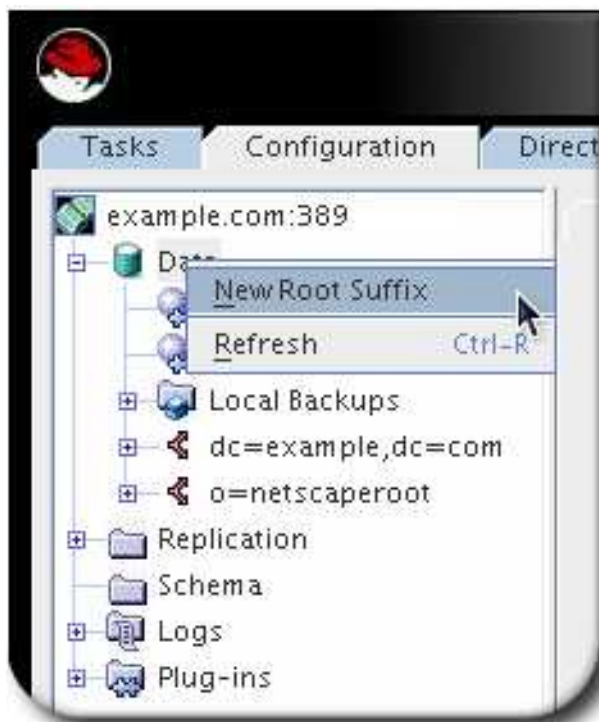 Tasks Configuration Direct
example.com:389
Data
New Root Suffix
Refresh Ctrl-R
Local Backups
dc=example,dc=com
o=netscaperoot
Replication
Schema
Logs
Plug-ins